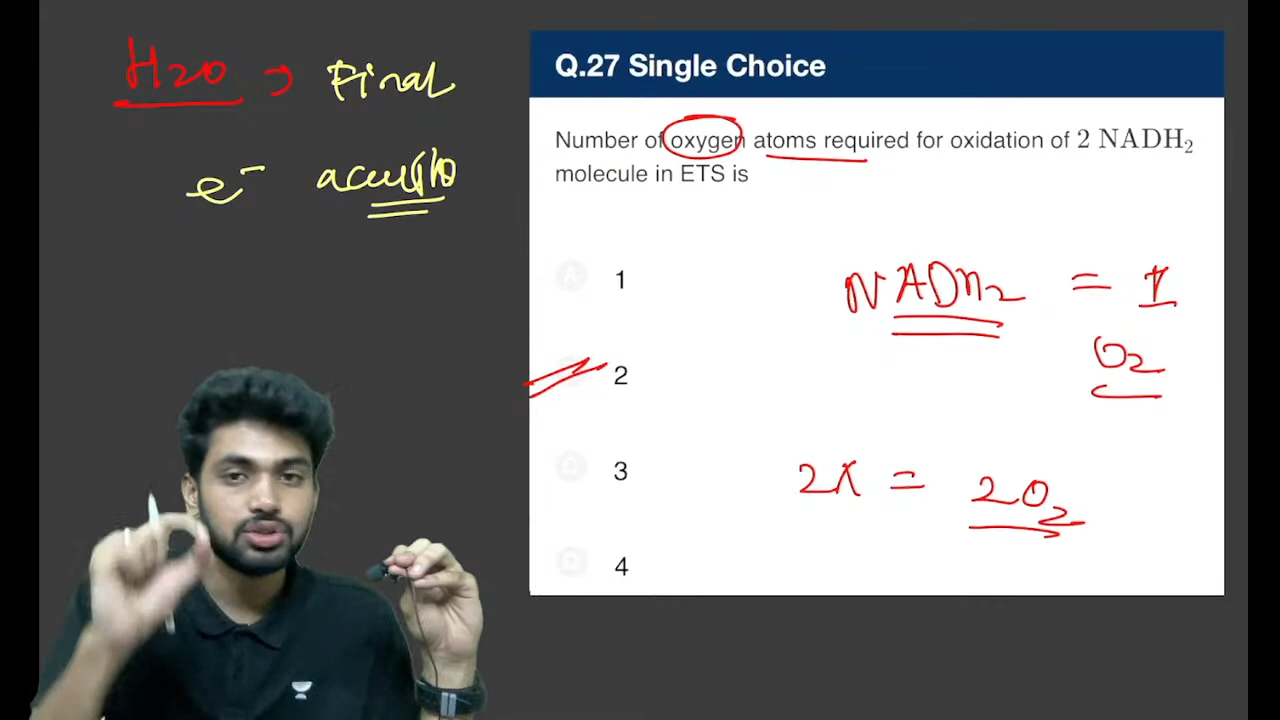 H2O → Final
e⁻
Q.27 Single Choice
Number of oxygen atoms required for oxidation of 2 NADH₂
molecule in ETS is
1
2
3
4
NADH₂ = 1
O₂
2x = 2O₂